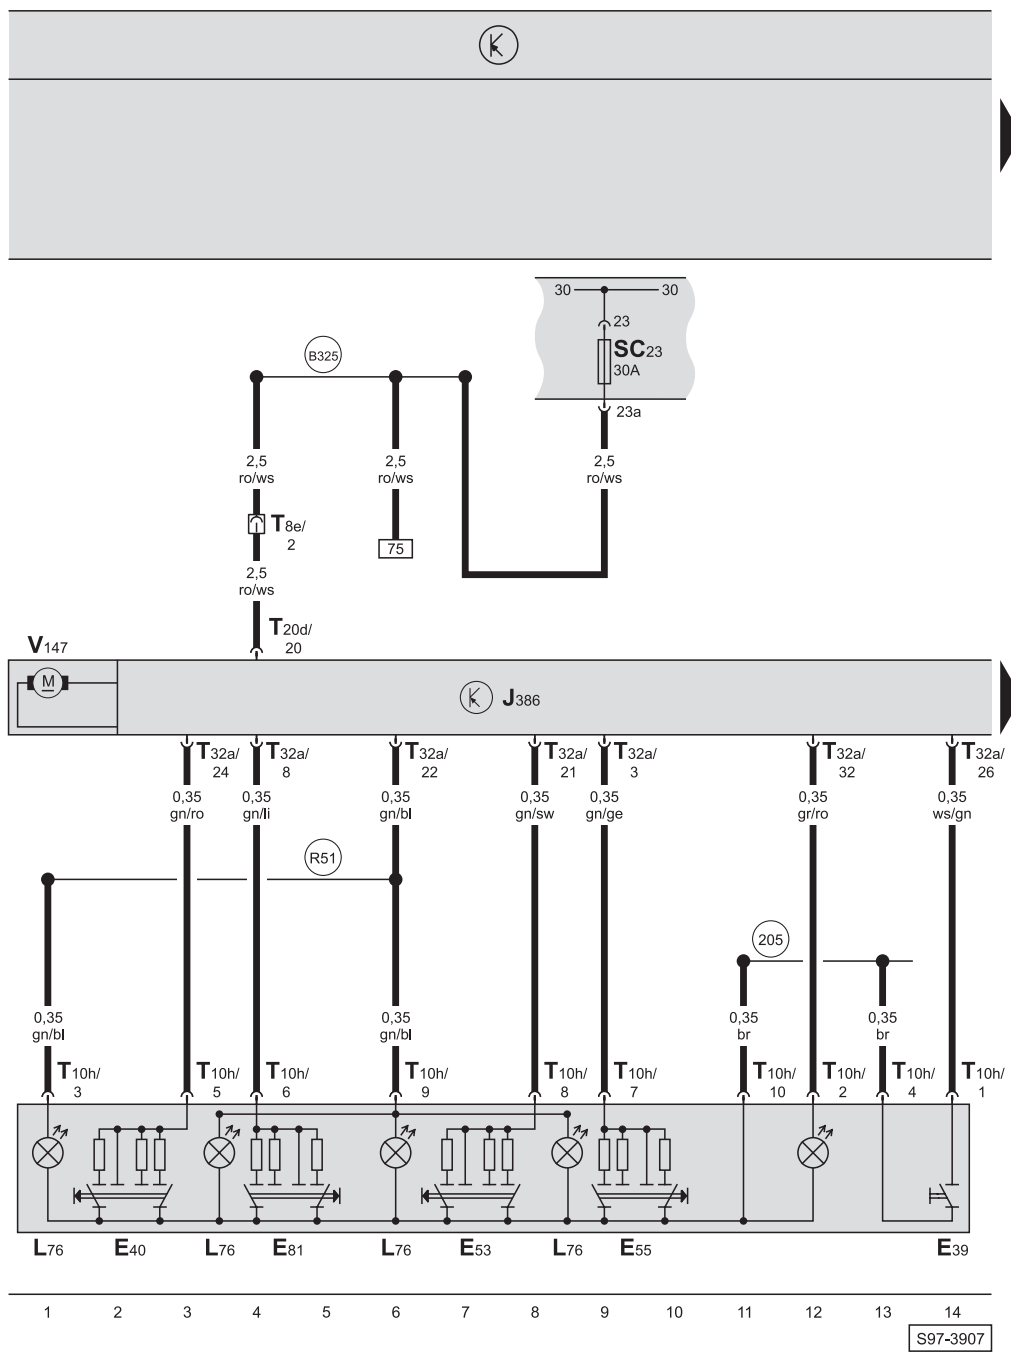 30 30
23
SC23
30A
23a
B325
2,5 2,5 2,5
ro/ws ro/ws ro/ws
T8e/
2
75
2,5
ro/ws
T20d/
20
V147
M
J386
T32a/ T32a/ T32a/ T32a/ T32a/ T32a/ T32a/
24 8 22 21 3 32 26
0,35 0,35 0,35 0,35 0,35 0,35 0,35
gn/ro gn/li gn/bl gn/sw gn/ge gr/ro ws/gn
R51
205
0,35 0,35 0,35 0,35
gn/bl gn/bl br br
T10h/ T10h/ T10h/ T10h/ T10h/ T10h/ T10h/ T10h/ T10h/ T10h/
3 5 6 9 8 7 10 2 4 1
L76 E40 L76 E81 L76 E53 L76 E55 E39
1 2 3 4 5 6 7 8 9 10 11 12 13 14
S97-3907